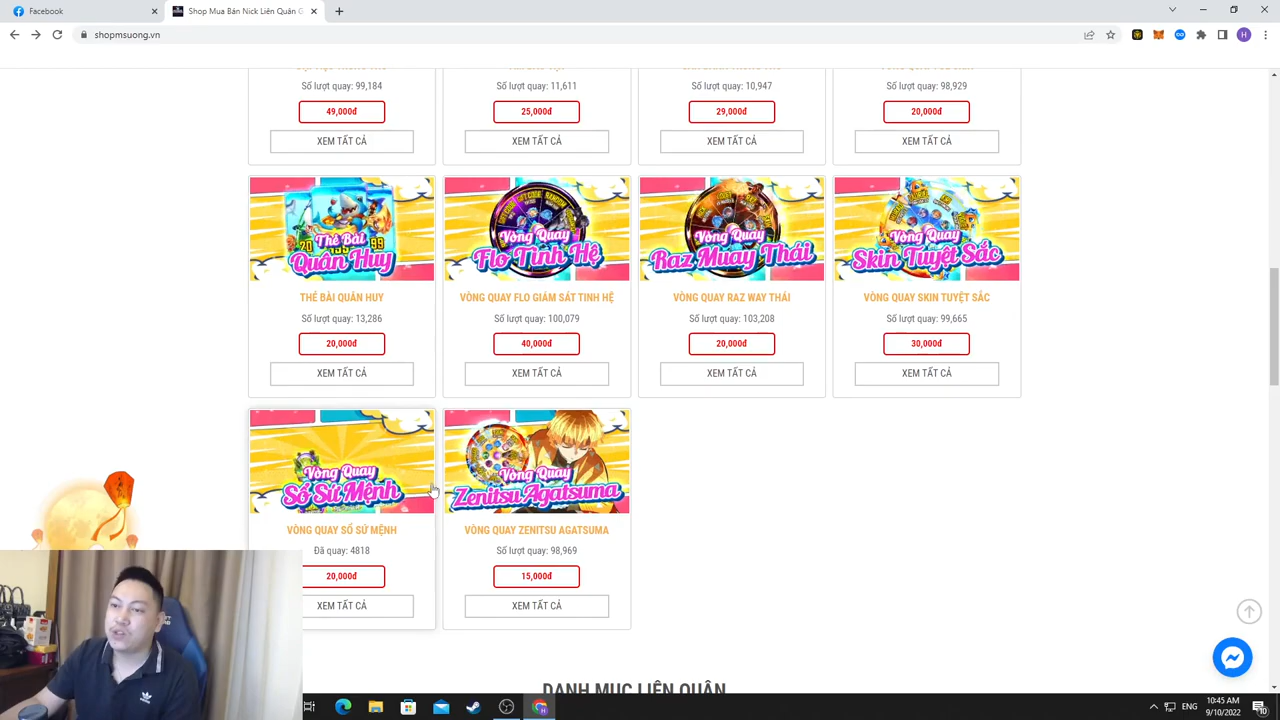 Facebook
Shop Mua Bán Nick Liên Quân G
shopmsuong.vn
H
Số lượt quay: 99,184
Số lượt quay: 11,611
Số lượt quay: 10,947
Số lượt quay: 98,929
49,000đ
25,000đ
29,000đ
20,000đ
XEM TẤT CẢ
XEM TẤT CẢ
XEM TẤT CẢ
XEM TẤT CẢ
Thẻ Bài
Quân Huy
Vòng Quay
Flo Tinh Hệ
Vòng Quay
Raz Muay Thái
Vòng Quay
Skin Tuyệt Sắc
THẺ BÀI QUÂN HUY
VÒNG QUAY FLO GIÁM SÁT TINH HỆ
VÒNG QUAY RAZ WAY THÁI
VÒNG QUAY SKIN TUYỆT SẮC
Số lượt quay: 13,286
Số lượt quay: 100,079
Số lượt quay: 103,208
Số lượt quay: 99,665
20,000đ
40,000đ
20,000đ
30,000đ
XEM TẤT CẢ
XEM TẤT CẢ
XEM TẤT CẢ
XEM TẤT CẢ
Vòng Quay
Số Sứ Mệnh
Vòng Quay
Zenitsu Agatsuma
VÒNG QUAY SỐ SỨ MỆNH
VÒNG QUAY ZENITSU AGATSUMA
Đã quay: 4818
Số lượt quay: 98,969
20,000đ
15,000đ
XEM TẤT CẢ
XEM TẤT CẢ
DANH MỤC LIÊN QUÂN
ENG
10:45 AM
9/10/2022
10